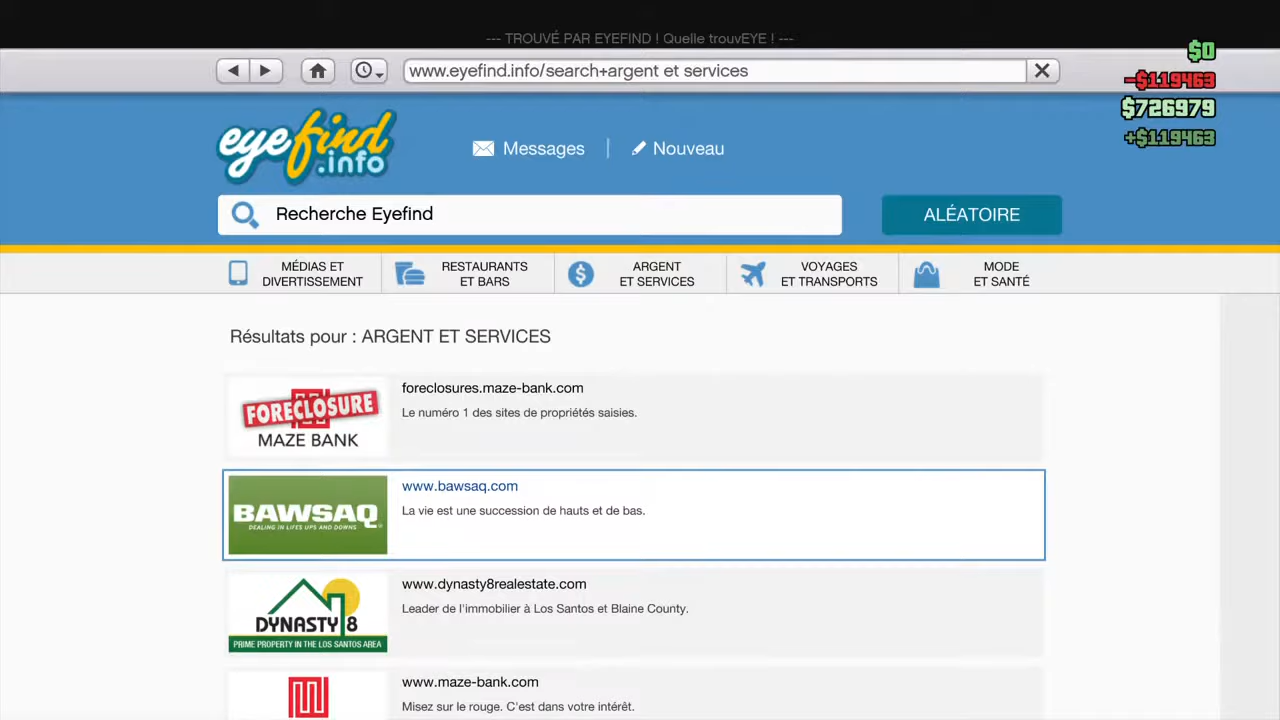 --- TROUVÉ PAR EYEFIND ! Quelle trouvEYE ! ---
$0
www.eyefind.info/search+argent et services
-$119463
$726979
+$119463
eyefind
.info
Messages
Nouveau
Recherche Eyefind
ALÉATOIRE
MÉDIAS ET
DIVERTISSEMENT
RESTAURANTS
ET BARS
ARGENT
ET SERVICES
VOYAGES
ET TRANSPORTS
MODE
ET SANTÉ
Résultats pour : ARGENT ET SERVICES
FORECLOSURE
MAZE BANK
foreclosures.maze-bank.com
Le numéro 1 des sites de propriétés saisies.
BAWSAQ
DEALING IN LIFE'S UPS AND DOWNS
www.bawsaq.com
La vie est une succession de hauts et de bas.
DYNASTY 8
PRIME PROPERTY IN THE LOS SANTOS AREA
www.dynasty8realestate.com
Leader de l'immobilier à Los Santos et Blaine County.
www.maze-bank.com
Misez sur le rouge. C'est dans votre intérêt.